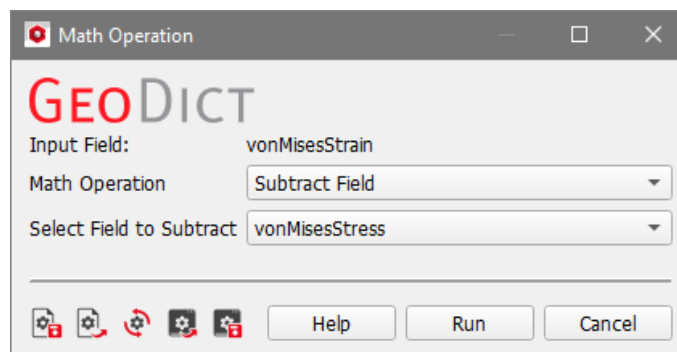 Math Operation
GEODICT
Input Field: vonMisesStrain
Math Operation Subtract Field
Select Field to Subtract vonMisesStress
Help Run Cancel